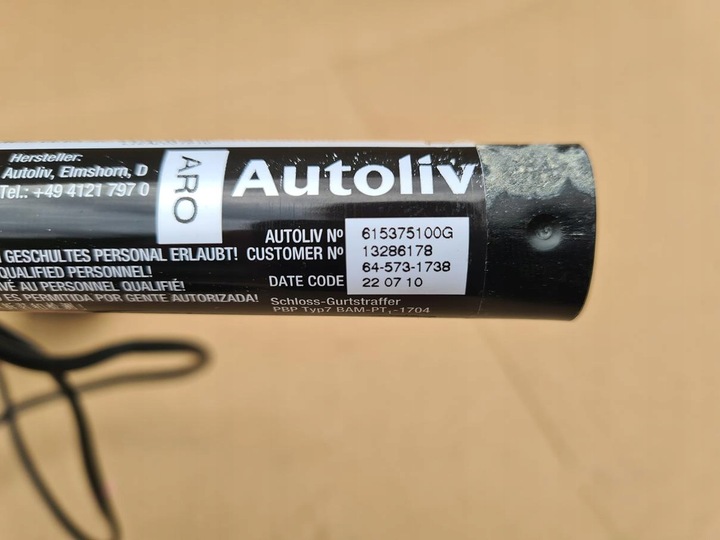 Hersteller:
Autoliv, Elmshorn, D
Tel.: +49 4121 797 0
ARO
Autoliv
AUTOLIV Nº 615375100G
CUSTOMER Nº 13286178
64-573-1738
DATE CODE 22 07 10
GESCHULTES PERSONAL ERLAUBT!
QUALIFIED PERSONNEL!
AU PERSONNEL QUALIFIÉ!
ES PERMITIDA POR GENTE AUTORIZADA!
Schloss-Gurtstraffer
PBP Typ7 BAM-PT₁-1704